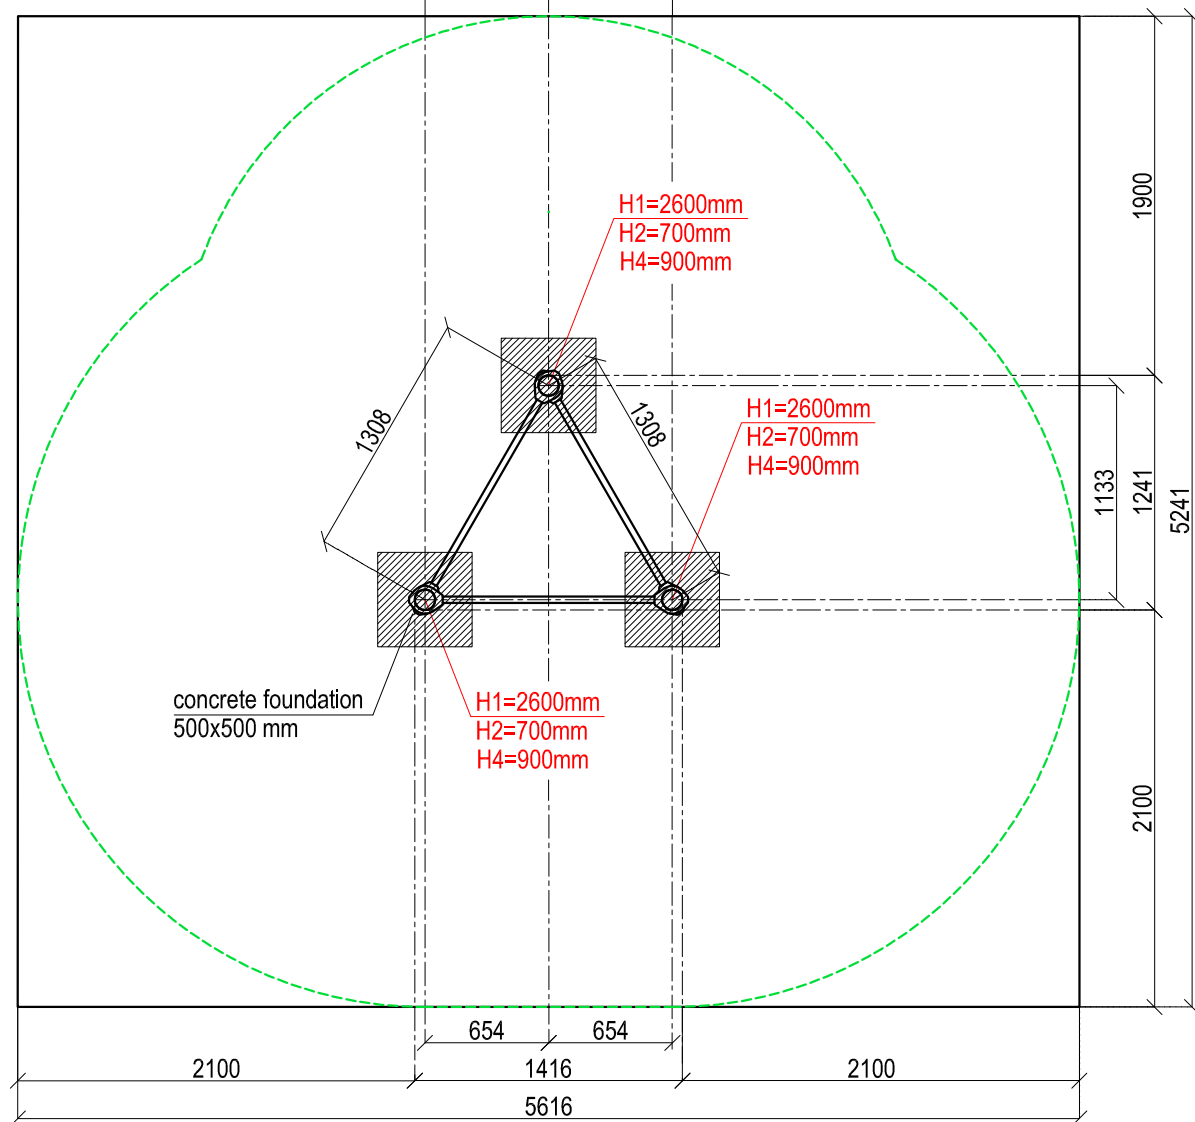 H1=2600mm
H2=700mm
H4=900mm
1900
1308
1308
H1=2600mm
H2=700mm
H4=900mm
1133
1241
5241
concrete foundation
500x500 mm
H1=2600mm
H2=700mm
H4=900mm
2100
654
654
2100
1416
2100
5616